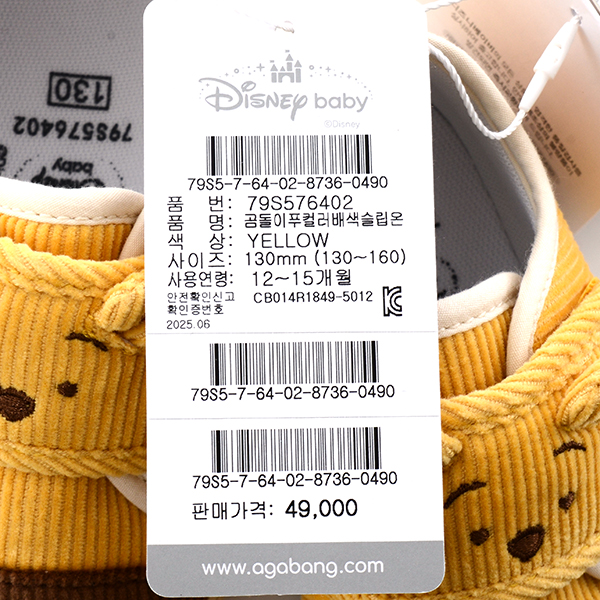 Disney baby
©Disney
79S5-7-64-02-8736-0490
품 번: 79S576402
품 명: 곰돌이푸컬러배색슬립온
색 상: YELLOW
사이즈: 130mm (130~160)
사용연령: 12~15개월
안전확인신고 CB014R1849-5012
확인증번호
2025.06
79S5-7-64-02-8736-0490
79S5-7-64-02-8736-0490
판매가격: 49,000
www.agabang.com
130
79S576402
Disney
baby